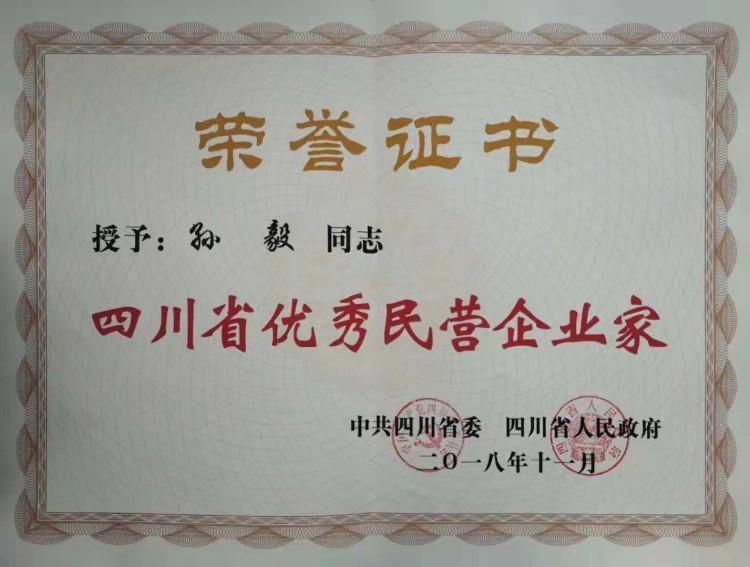 荣誉证书
授予：孙 毅 同志
四川省优秀民营企业家
中共四川省委 四川省人民政府
二〇一八年十一月